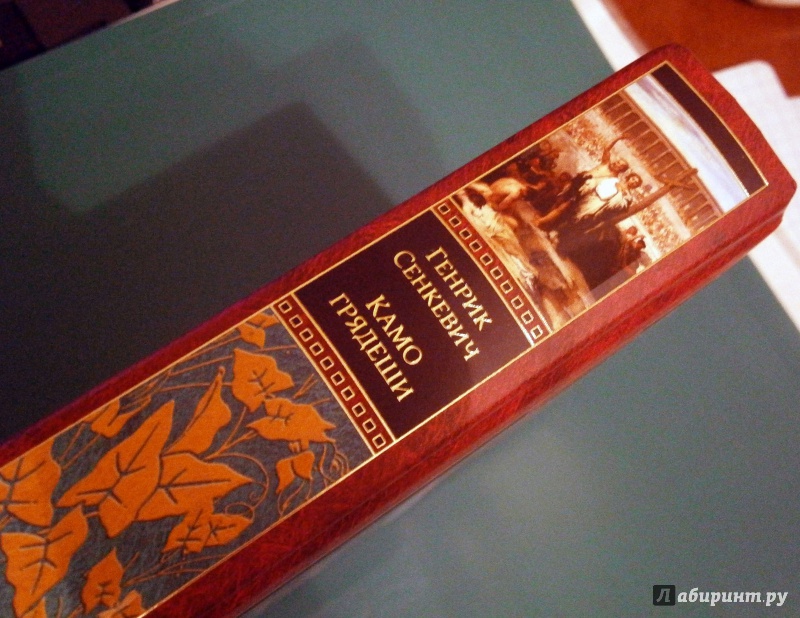 ГЕНРИК
СЕНКЕВИЧ
КАМО
ГРЯДЕШИ
Лабиринт.ру